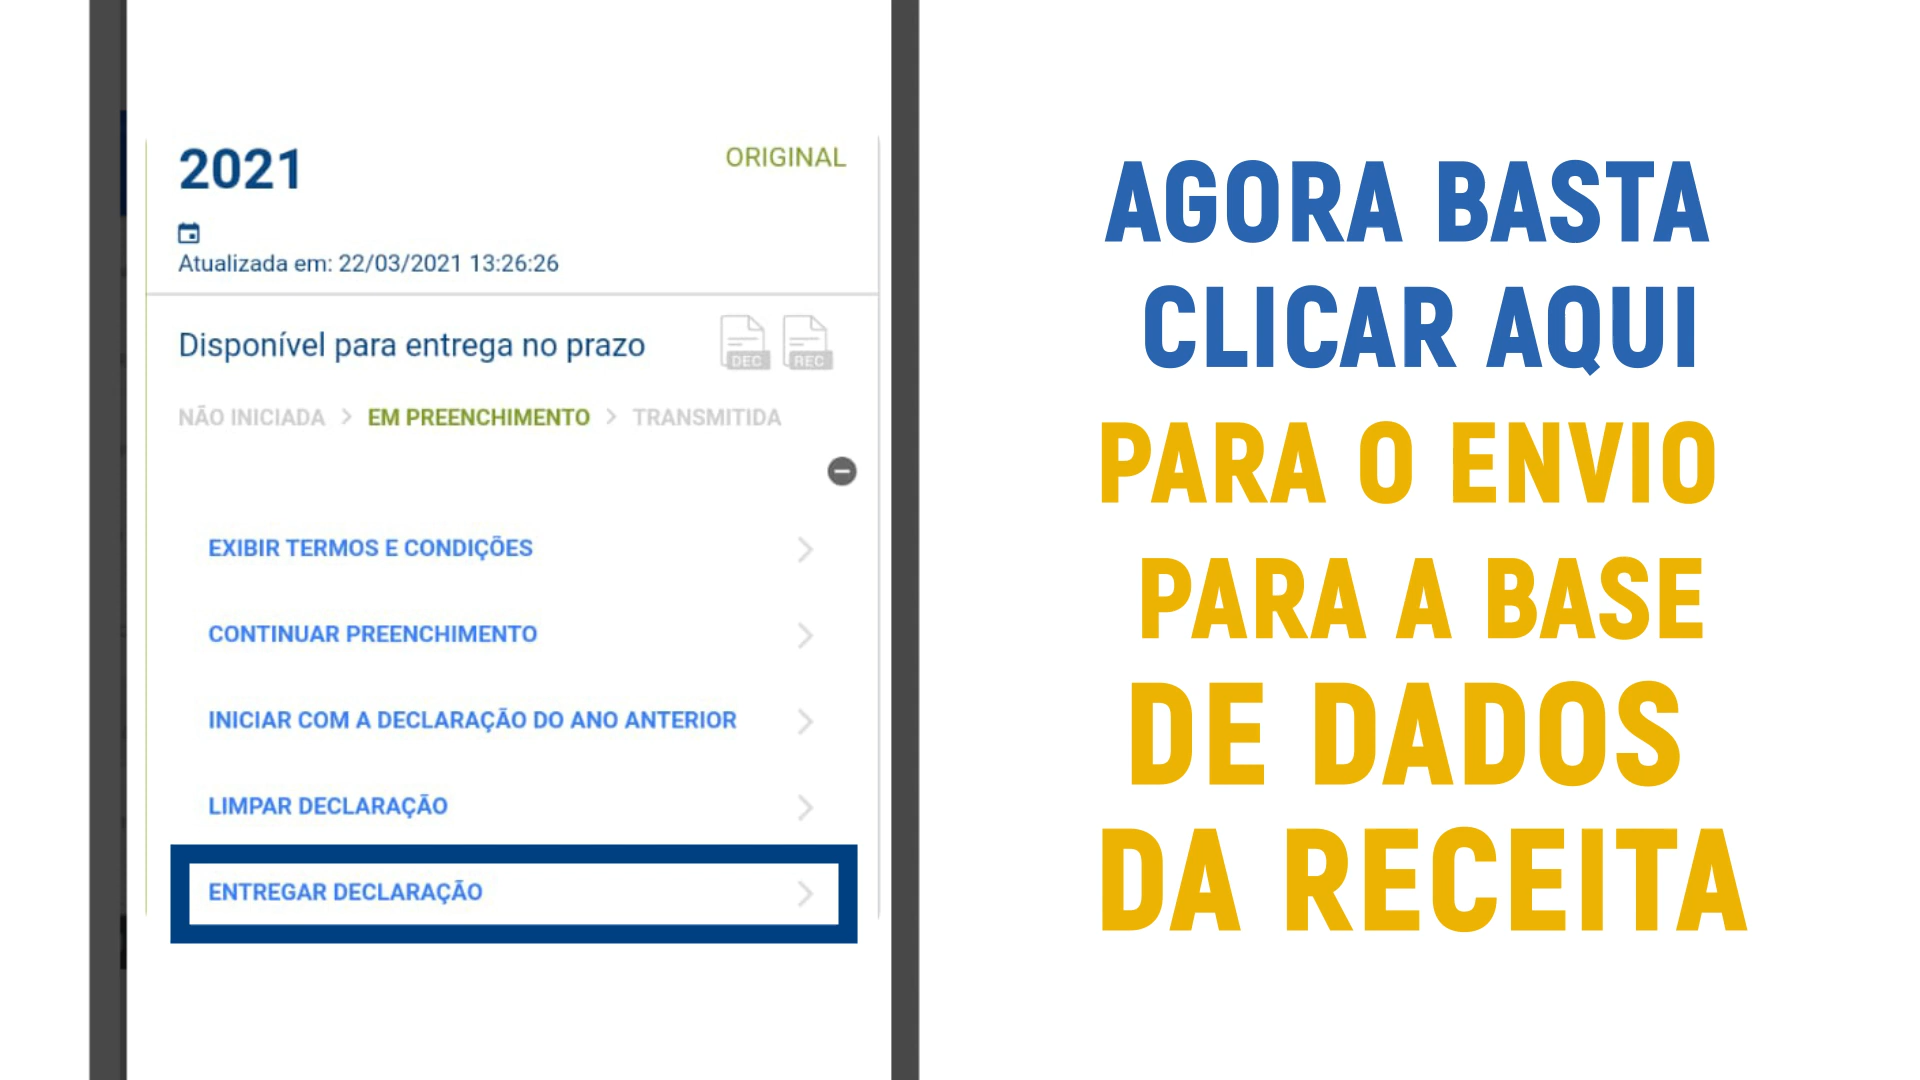 2021
ORIGINAL
Atualizada em: 22/03/2021 13:26:26
Disponível para entrega no prazo
DEC
REC
NÃO INICIADA > EM PREENCHIMENTO > TRANSMITIDA
EXIBIR TERMOS E CONDIÇÕES
CONTINUAR PREENCHIMENTO
INICIAR COM A DECLARAÇÃO DO ANO ANTERIOR
LIMPAR DECLARAÇÃO
ENTREGAR DECLARAÇÃO
AGORA BASTA
CLICAR AQUI
PARA O ENVIO
PARA A BASE
DE DADOS
DA RECEITA